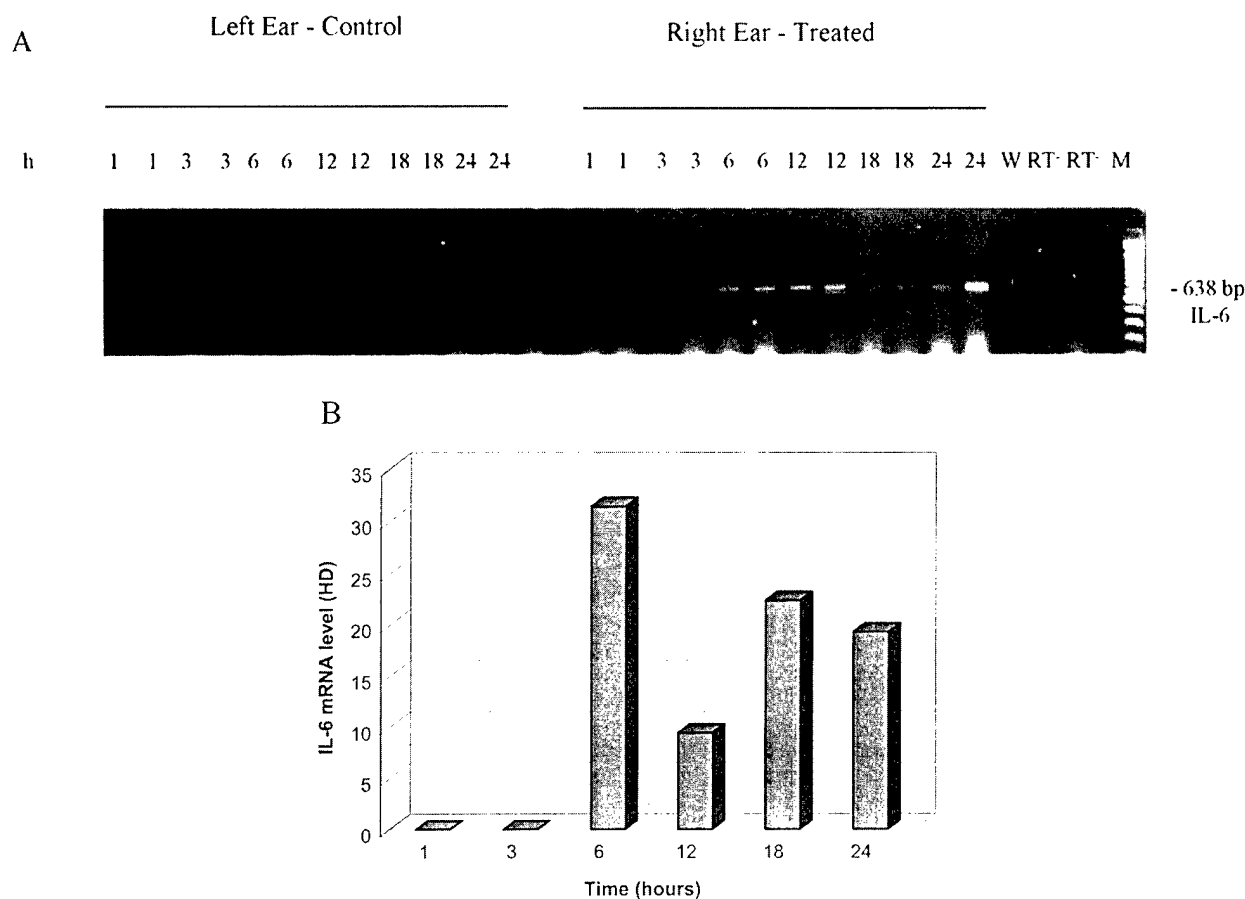 A
Left Ear - Control
Right Ear - Treated
h 1 1 3 3 6 6 12 12 18 18 24 24 1 1 3 3 6 6 12 12 18 18 24 24 W RT- RT- M
- 638 bp
IL-6
B
35
30
25
20
15
10
5
0
IL-6 mRNA level (HD)
1 3 6 12 18 24
Time (hours)